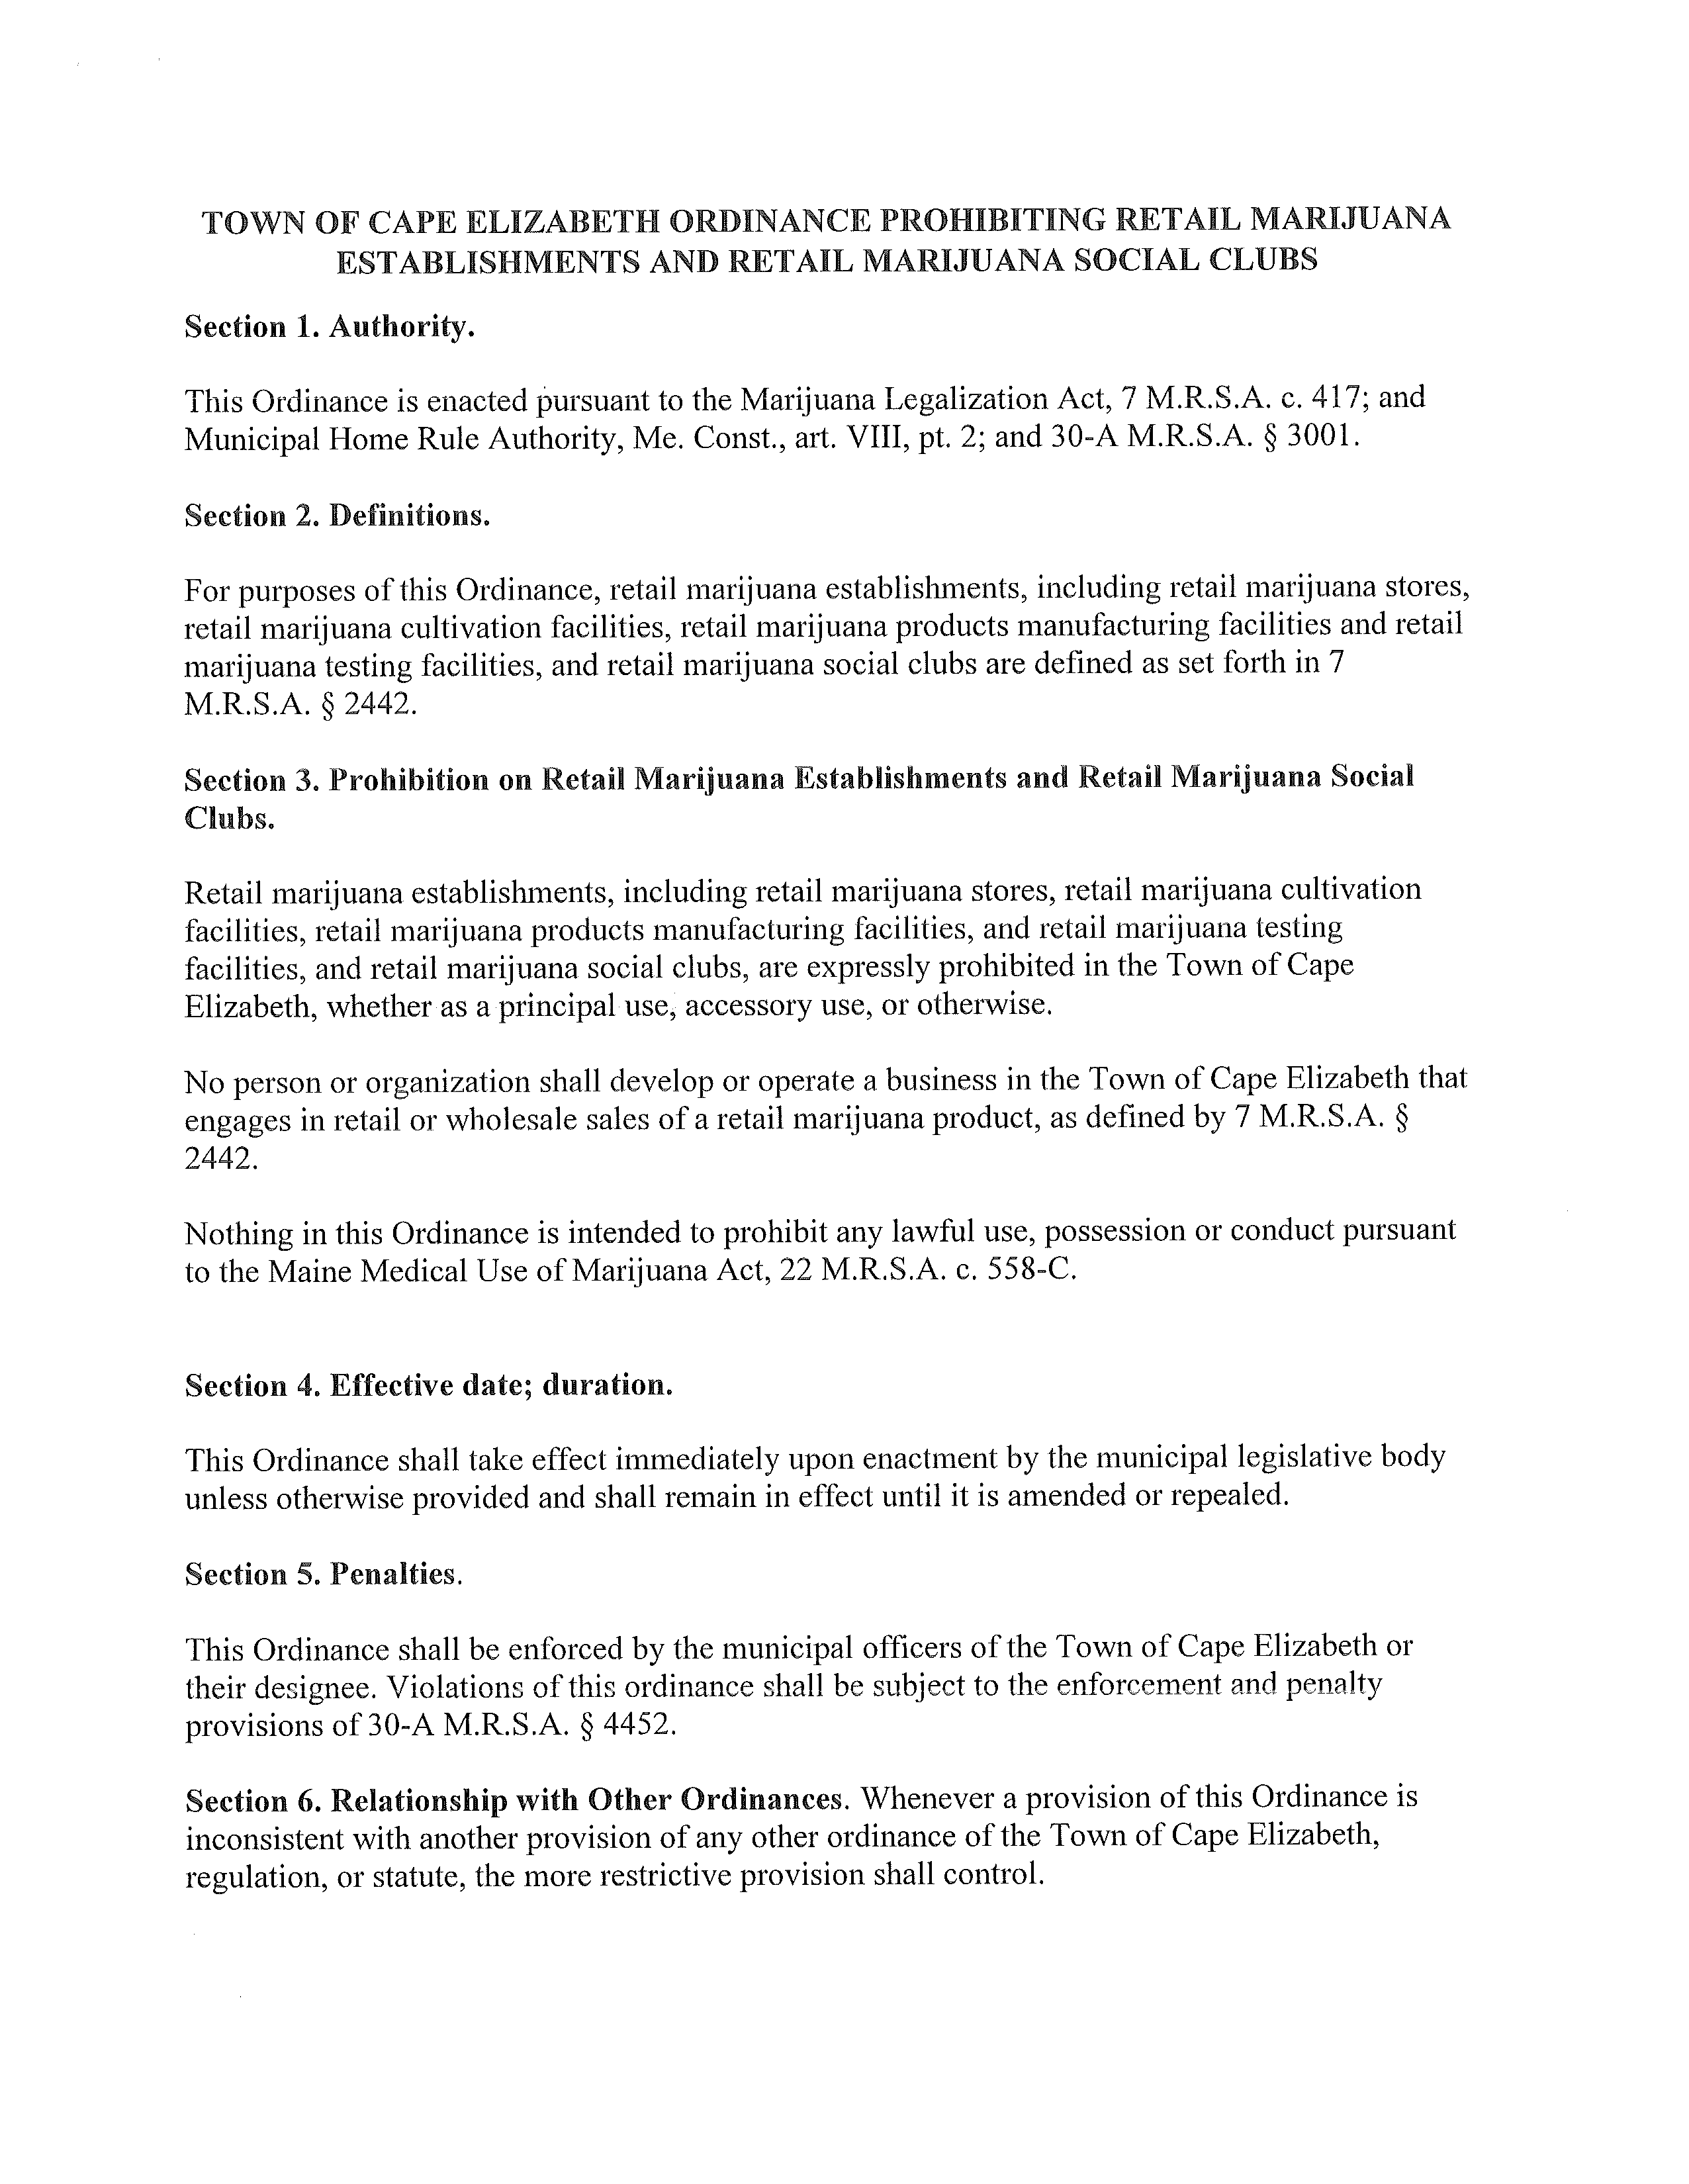 TOWN OF CAPE ELIZABETH ORDINANCE PROHIBITING RETAIL MARIJUANA
ESTABLISHMENTS AND RETAIL MARIJUANA SOCIAL CLUBS
Section 1. Authority.
This Ordinance is enacted pursuant to the Marijuana Legalization Act, 7 M.R.S.A. c. 417; and
Municipal Home Rule Authority, Me. Const., art. VIII, pt. 2; and 30-A M.R.S.A. § 3001.
Section 2. Definitions.
For purposes of this Ordinance, retail marijuana establishments, including retail marijuana stores,
retail marijuana cultivation facilities, retail marijuana products manufacturing facilities and retail
marijuana testing facilities, and retail marijuana social clubs are defined as set forth in 7
M.R.S.A. § 2442.
Section 3. Prohibition on Retail Marijuana Establishments and Retail Marijuana Social
Clubs.
Retail marijuana establishments, including retail marijuana stores, retail marijuana cultivation
facilities, retail marijuana products manufacturing facilities, and retail marijuana testing
facilities, and retail marijuana social clubs, are expressly prohibited in the Town of Cape
Elizabeth, whether as a principal use, accessory use, or otherwise.
No person or organization shall develop or operate a business in the Town of Cape Elizabeth that
engages in retail or wholesale sales of a retail marijuana product, as defined by 7 M.R.S.A. §
2442.
Nothing in this Ordinance is intended to prohibit any lawful use, possession or conduct pursuant
to the Maine Medical Use of Marijuana Act, 22 M.R.S.A. c. 558-C.
Section 4. Effective date; duration.
This Ordinance shall take effect immediately upon enactment by the municipal legislative body
unless otherwise provided and shall remain in effect until it is amended or repealed.
Section 5. Penalties.
This Ordinance shall be enforced by the municipal officers of the Town of Cape Elizabeth or
their designee. Violations of this ordinance shall be subject to the enforcement and penalty
provisions of 30-A M.R.S.A. § 4452.
Section 6. Relationship with Other Ordinances. Whenever a provision of this Ordinance is
inconsistent with another provision of any other ordinance of the Town of Cape Elizabeth,
regulation, or statute, the more restrictive provision shall control.